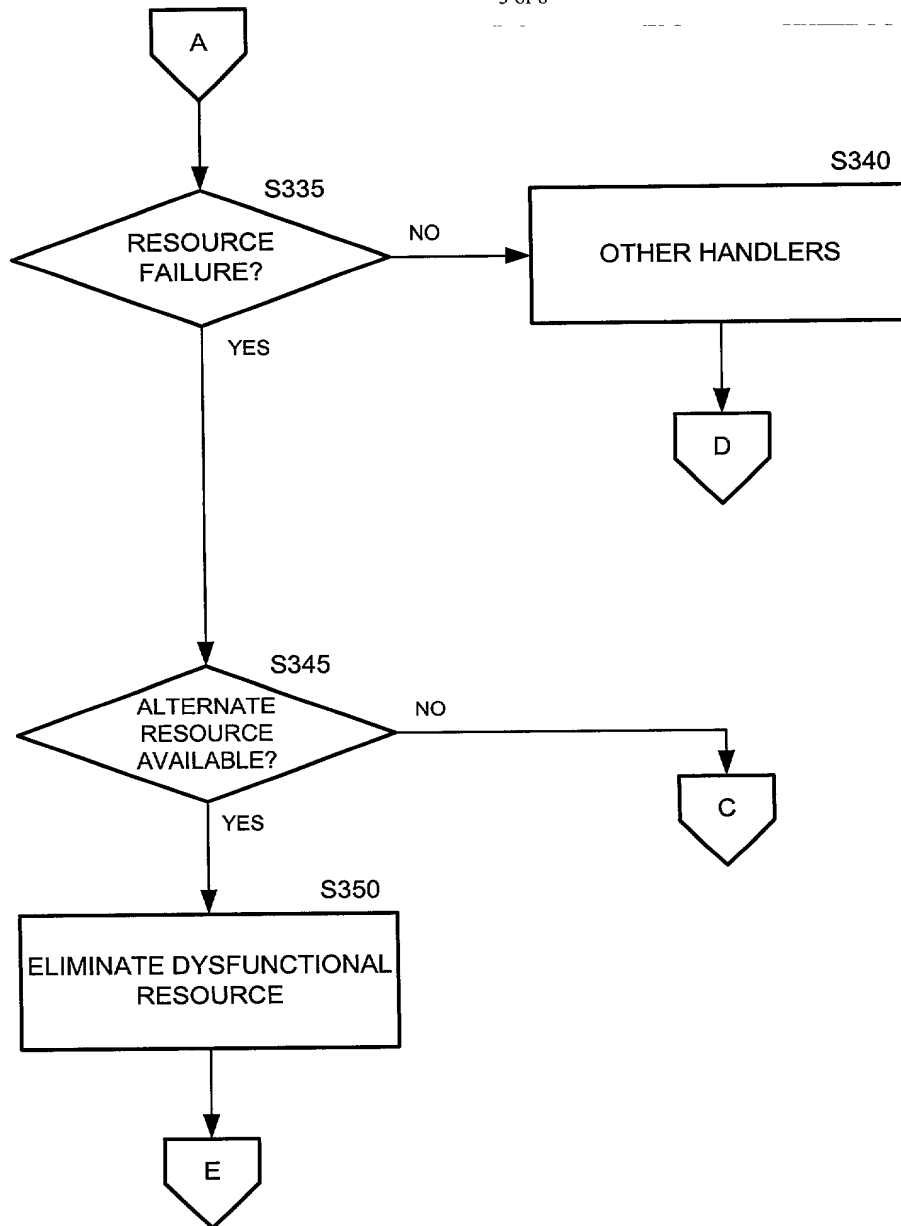 A
S335
RESOURCE
FAILURE?
NO
YES
S340
OTHER HANDLERS
D
S345
ALTERNATE
RESOURCE
AVAILABLE?
NO
YES
C
S350
ELIMINATE DYSFUNCTIONAL
RESOURCE
E